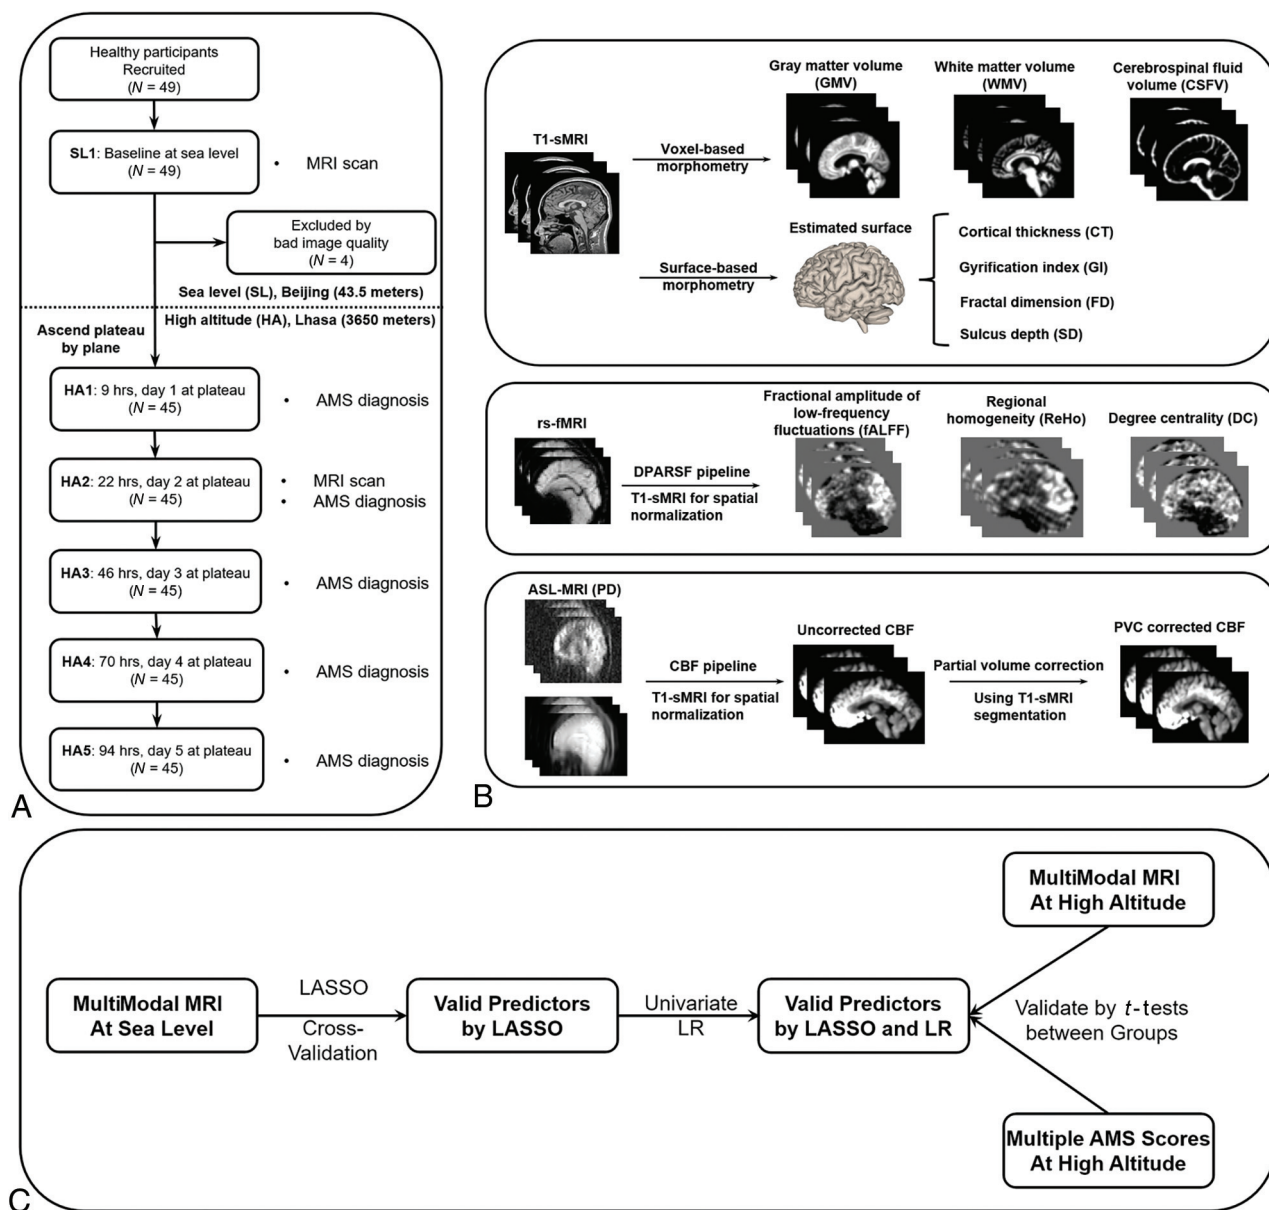 Healthy participants
Recruited
(N = 49)
SL1: Baseline at sea level
(N = 49)
• MRI scan
Excluded by
bad image quality
(N = 4)
Sea level (SL), Beijing (43.5 meters)
High altitude (HA), Lhasa (3650 meters)
Ascend plateau
by plane
HA1: 9 hrs, day 1 at plateau
(N = 45)
• AMS diagnosis
HA2: 22 hrs, day 2 at plateau
(N = 45)
• MRI scan
• AMS diagnosis
HA3: 46 hrs, day 3 at plateau
(N = 45)
• AMS diagnosis
HA4: 70 hrs, day 4 at plateau
(N = 45)
• AMS diagnosis
HA5: 94 hrs, day 5 at plateau
(N = 45)
• AMS diagnosis
A
T1-sMRI
Voxel-based
morphometry
Gray matter volume
(GMV)
White matter volume
(WMV)
Cerebrospinal fluid
volume (CSFV)
Surface-based
morphometry
Estimated surface
Cortical thickness (CT)
Gyrification index (GI)
Fractal dimension (FD)
Sulcus depth (SD)
rs-fMRI
DPARSF pipeline
T1-sMRI for spatial
normalization
Fractional amplitude of
low-frequency
fluctuations (fALFF)
Regional
homogeneity (ReHo)
Degree centrality (DC)
ASL-MRI (PD)
CBF pipeline
T1-sMRI for spatial
normalization
Uncorrected CBF
Partial volume correction
Using T1-sMRI
segmentation
PVC corrected CBF
B
MultiModal MRI
At Sea Level
LASSO
Cross-
Validation
Valid Predictors
by LASSO
Univariate
LR
Valid Predictors
by LASSO and LR
MultiModal MRI
At High Altitude
Validate by t-tests
between Groups
Multiple AMS Scores
At High Altitude
C